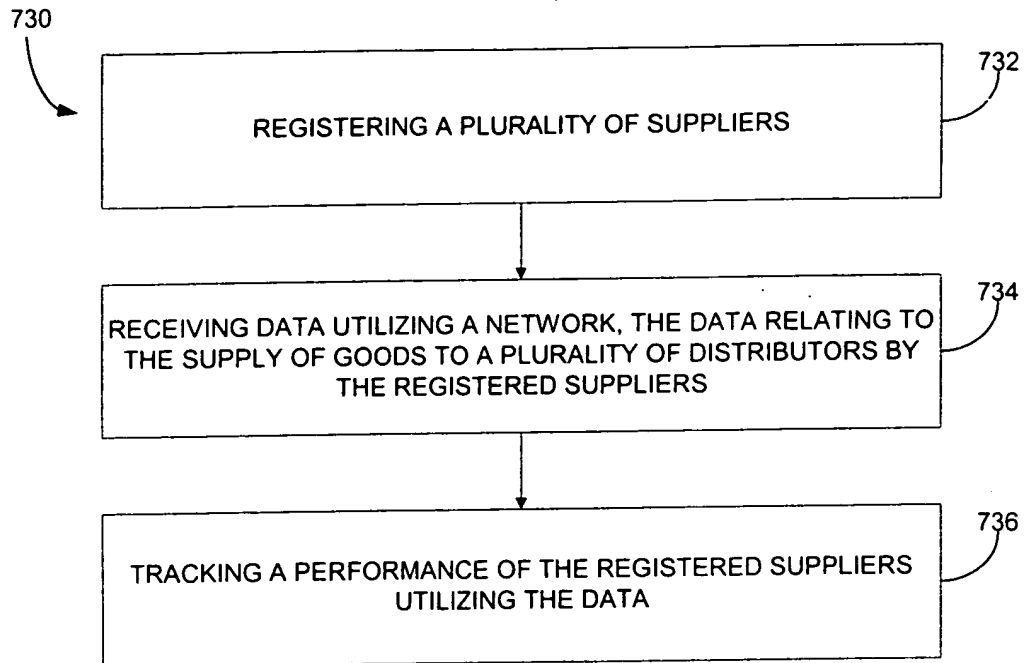 730
732
REGISTERING A PLURALITY OF SUPPLIERS
734
RECEIVING DATA UTILIZING A NETWORK, THE DATA RELATING TO
THE SUPPLY OF GOODS TO A PLURALITY OF DISTRIBUTORS BY
THE REGISTERED SUPPLIERS
736
TRACKING A PERFORMANCE OF THE REGISTERED SUPPLIERS
UTILIZING THE DATA